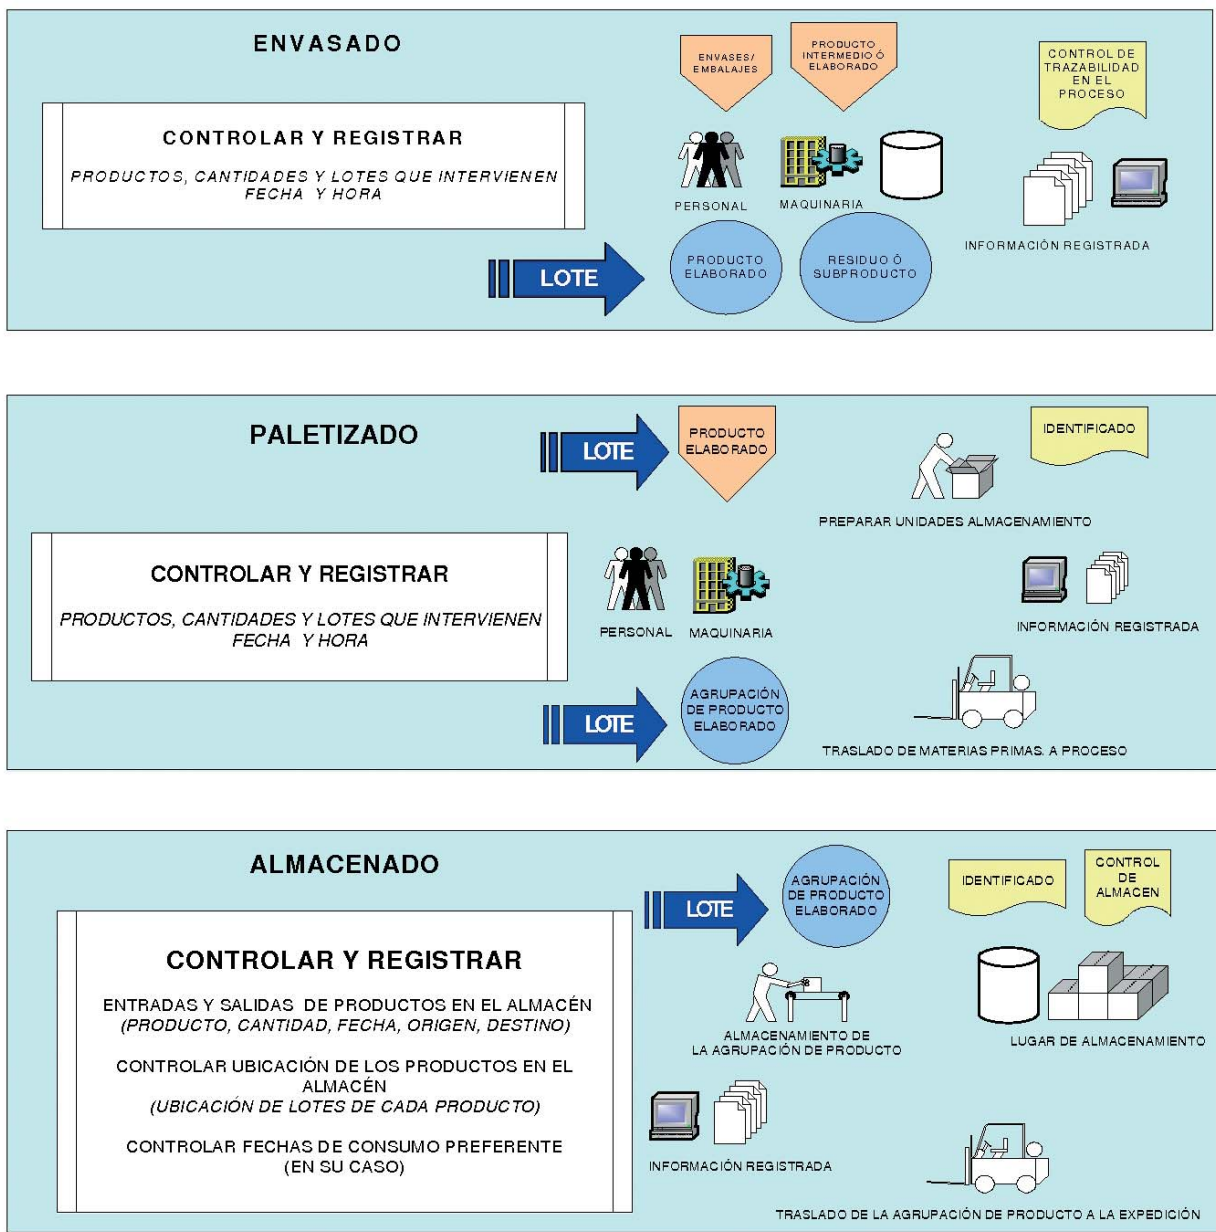 ENVASADO
CONTROLAR Y REGISTRAR
PRODUCTOS, CANTIDADES Y LOTES QUE INTERVIENEN
FECHA Y HORA
ENVASES/
EMBALAJES
PRODUCTO
INTERMEDIO Ó
ELABORADO
CONTROL DE
TRAZABILIDAD
EN EL
PROCESO
PERSONAL
MAQUINARIA
INFORMACIÓN REGISTRADA
LOTE
PRODUCTO
ELABORADO
RESIDUO Ó
SUBPRODUCTO
PALETIZADO
LOTE
PRODUCTO
ELABORADO
IDENTIFICADO
PREPARAR UNIDADES ALMACENAMIENTO
CONTROLAR Y REGISTRAR
PRODUCTOS, CANTIDADES Y LOTES QUE INTERVIENEN
FECHA Y HORA
PERSONAL
MAQUINARIA
INFORMACIÓN REGISTRADA
LOTE
AGRUPACIÓN
DE PRODUCTO
ELABORADO
TRASLADO DE MATERIAS PRIMAS. A PROCESO
ALMACENADO
LOTE
AGRUPACIÓN
DE PRODUCTO
ELABORADO
IDENTIFICADO
CONTROL
DE
ALMACEN
CONTROLAR Y REGISTRAR
ENTRADAS Y SALIDAS DE PRODUCTOS EN EL ALMACÉN
(PRODUCTO, CANTIDAD, FECHA, ORIGEN, DESTINO)
CONTROLAR UBICACIÓN DE LOS PRODUCTOS EN EL
ALMACÉN
(UBICACIÓN DE LOTES DE CADA PRODUCTO)
CONTROLAR FECHAS DE CONSUMO PREFERENTE
(EN SU CASO)
ALMACENAMIENTO DE
LA AGRUPACIÓN DE PRODUCTO
LUGAR DE ALMACENAMIENTO
INFORMACIÓN REGISTRADA
TRASLADO DE LA AGRUPACIÓN DE PRODUCTO A LA EXPEDICIÓN